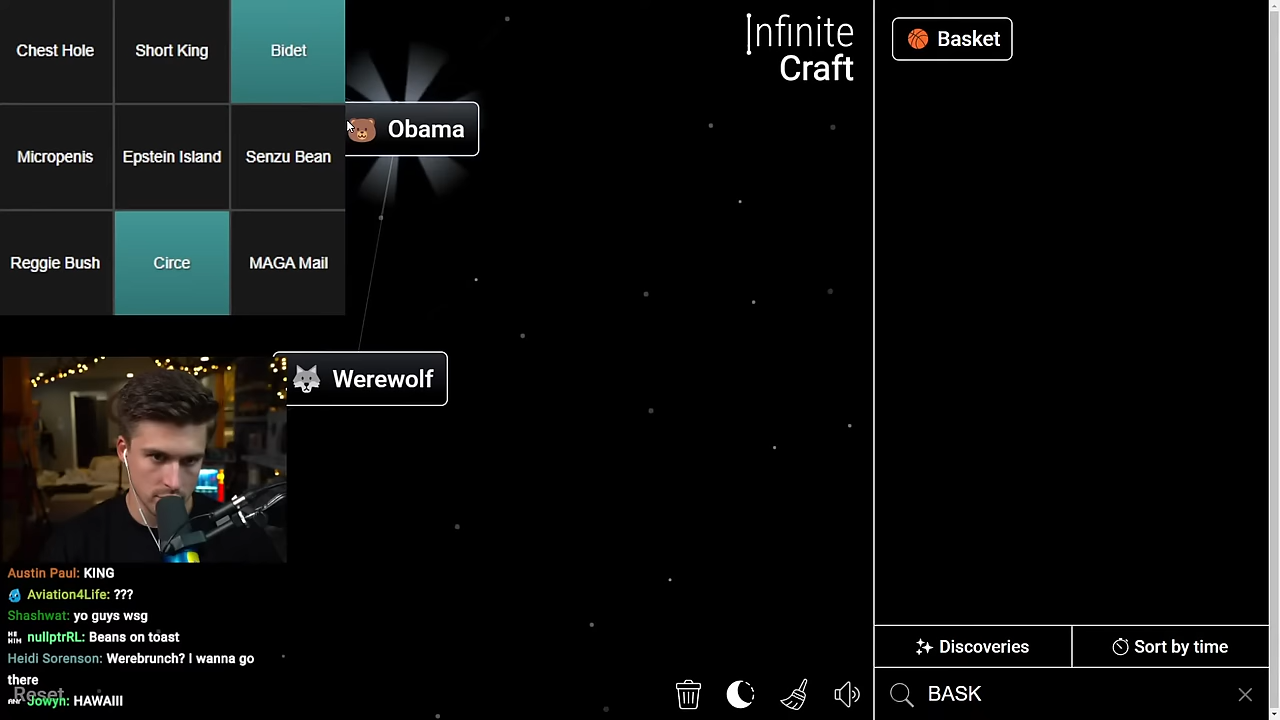 Chest Hole
Short King
Bidet
Micropenis
Epstein Island
Senzu Bean
Reggie Bush
Circe
MAGA Mail
Obama
Werewolf
Infinite
Craft
Basket
Austin Paul: KING
Aviation4Life: ???
Shashwat: yo guys wsg
HE HIM nullptrRL: Beans on toast
Heidi Sorenson: Werebrunch? I wanna go
there
Jowyn: HAWAIII
Reset
Discoveries
Sort by time
BASK